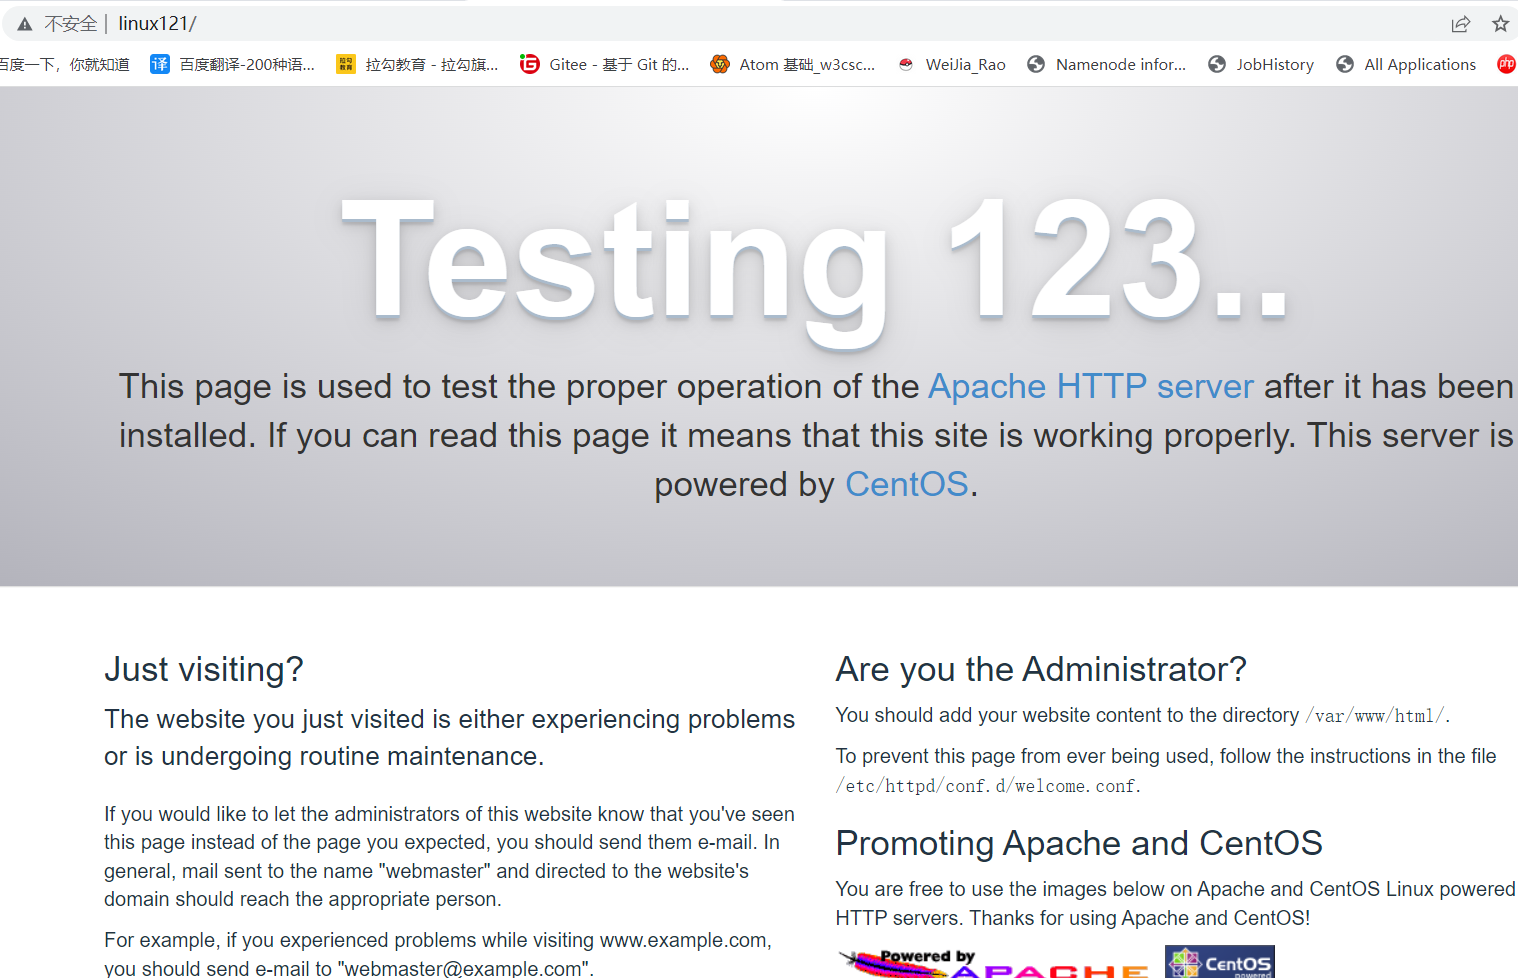 不安全 | linux121/
百度一下，你就知道 译 百度翻译-200种语... 拉勾教育 拉勾教育 - 拉勾旗... G Gitee - 基于 Git 的... Atom 基础_w3csc... WeiJia_Rao Namenode infor... JobHistory All Applications php
Testing 123..
This page is used to test the proper operation of the Apache HTTP server after it has been
installed. If you can read this page it means that this site is working properly. This server is
powered by CentOS.
Just visiting?
The website you just visited is either experiencing problems
or is undergoing routine maintenance.
If you would like to let the administrators of this website know that you've seen
this page instead of the page you expected, you should send them e-mail. In
general, mail sent to the name "webmaster" and directed to the website's
domain should reach the appropriate person.
For example, if you experienced problems while visiting www.example.com,
you should send e-mail to "webmaster@example.com".
Are you the Administrator?
You should add your website content to the directory /var/www/html/.
To prevent this page from ever being used, follow the instructions in the file
/etc/httpd/conf.d/welcome.conf.
Promoting Apache and CentOS
You are free to use the images below on Apache and CentOS Linux powered
HTTP servers. Thanks for using Apache and CentOS!
Powered by
APACHE
CentOS
powered